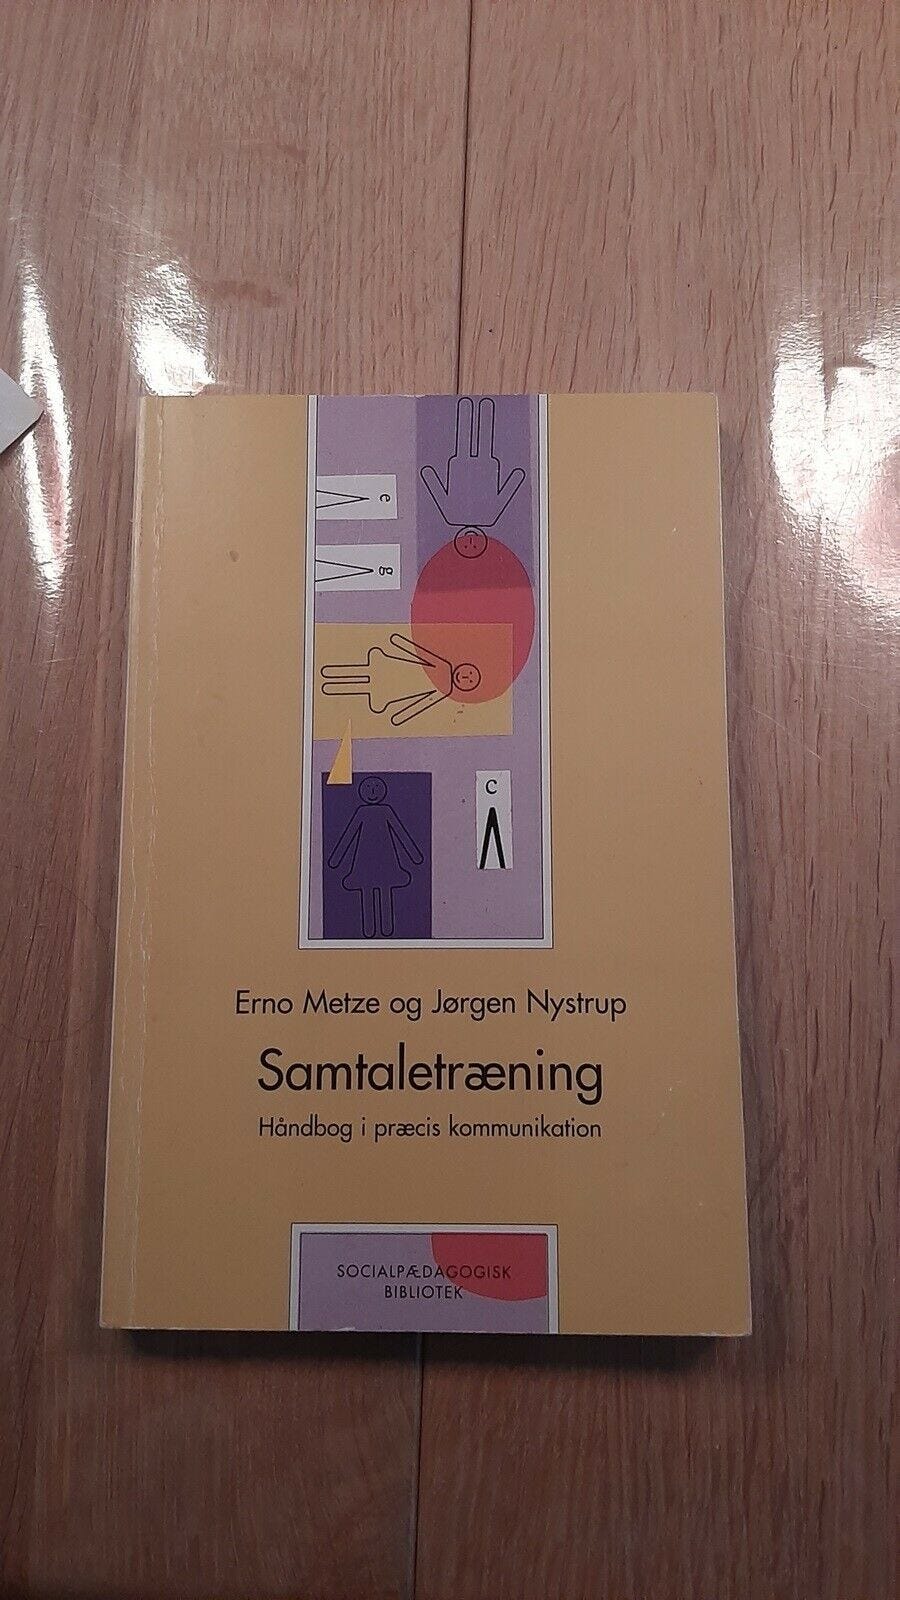 e
g
c
Erno Metze og Jørgen Nystrup
Samtaletræning
Håndbog i præcis kommunikation
SOCIALPÆDAGOGISK
BIBLIOTEK